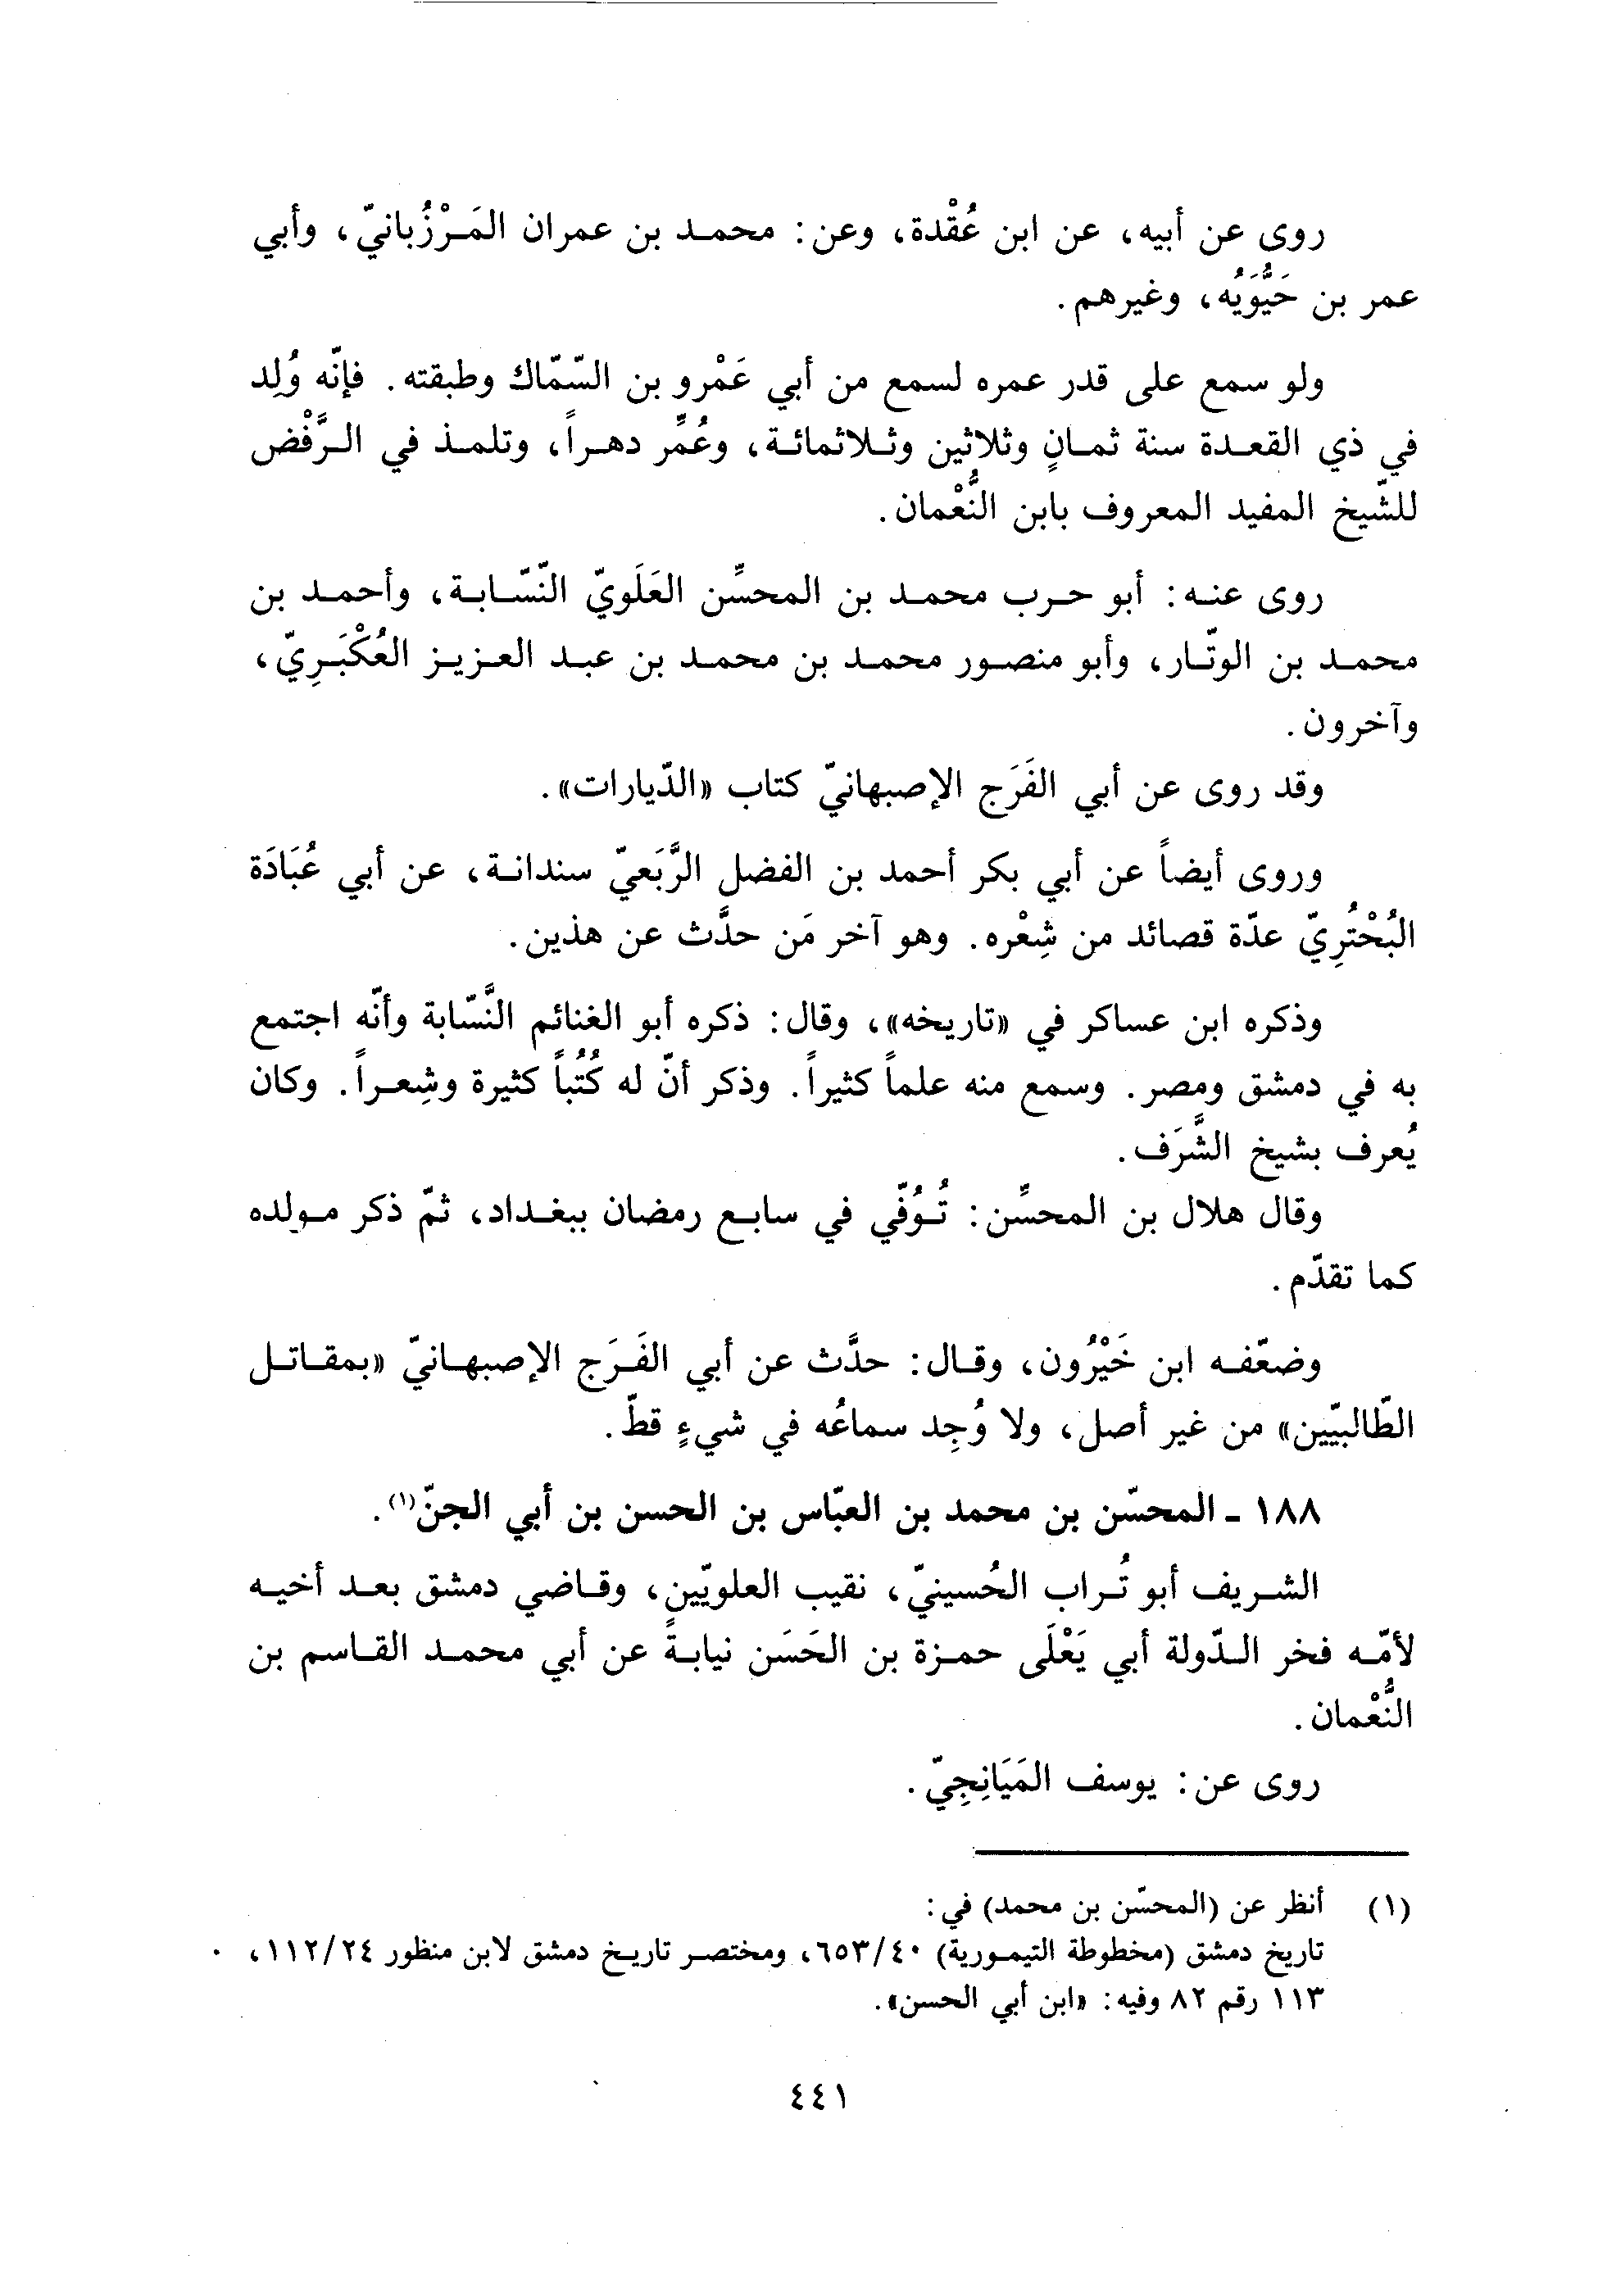 روى عن أبيه، عن ابن عُقْدة، وعن: محمد بن عمران المَرْزُبانيّ، وأبي
عمر بن حَيُّوَيُه، وغيرهم.
ولو سمع على قدر عمره لسمع من أبي عَمْرو بن السّمّاك وطبقته. فإنّه وُلِد
في ذي القعدة سنة ثمانٍ وثلاثين وثلاثمائة، وعُمِّر دهراً، وتلمذ في الرَّفْض
للشّيخ المفيد المعروف بابن النُّعْمان.
روى عنه: أبو حرب محمد بن المحسِّن العَلَويّ النّسّابة، وأحمد بن
محمد بن الوتّار، وأبو منصور محمد بن محمد بن عبد العزيز العُكْبَرِيّ،
وآخرون.
وقد روى عن أبي الفَرَج الإصبهانيّ كتاب «الدّيارات».
وروى أيضاً عن أبي بكر أحمد بن الفضل الرَّبَعيّ سندانة، عن أبي عُبَادَة
البُحْتُرِيّ عدّة قصائد من شِعْره. وهو آخر مَن حدَّث عن هذين.
وذكره ابن عساكر في «تاريخه»، وقال: ذكره أبو الغنائم النَّسّابة وأنّه اجتمع
به في دمشق ومصر. وسمع منه علماً كثيراً. وذكر أنّ له كُتُباً كثيرة وشِعراً. وكان
يُعرف بشيخ الشَّرَف.
وقال هلال بن المحسِّن: تُوُفّي في سابع رمضان ببغداد، ثمّ ذكر مولده
كما تقدّم.
وضعّفه ابن خَيْرُون، وقال: حدَّث عن أبي الفَرَج الإصبهانيّ «بمقاتل
الطّالبيّين» من غير أصل، ولا وُجِد سماعُه في شيءٍ قطّ.
١٨٨ ـ المحسّن بن محمد بن العبّاس بن الحسن بن أبي الجنّ(١).
الشريف أبو تُراب الحُسينيّ، نقيب العلويّين، وقاضي دمشق بعد أخيه
لأمّه فخر الدّولة أبي يَعْلَى حمزة بن الحَسَن نيابةً عن أبي محمد القاسم بن
النُّعْمان.
روى عن: يوسف المَيَانِجِيّ.
(١) أنظر عن (المحسّن بن محمد) في:
تاريخ دمشق (مخطوطة التيمورية) ٦٥٣/٤٠، ومختصر تاريخ دمشق لابن منظور ١١٢/٢٤،
١١٣ رقم ٨٢ وفيه: «ابن أبي الحسن».
٤٤١